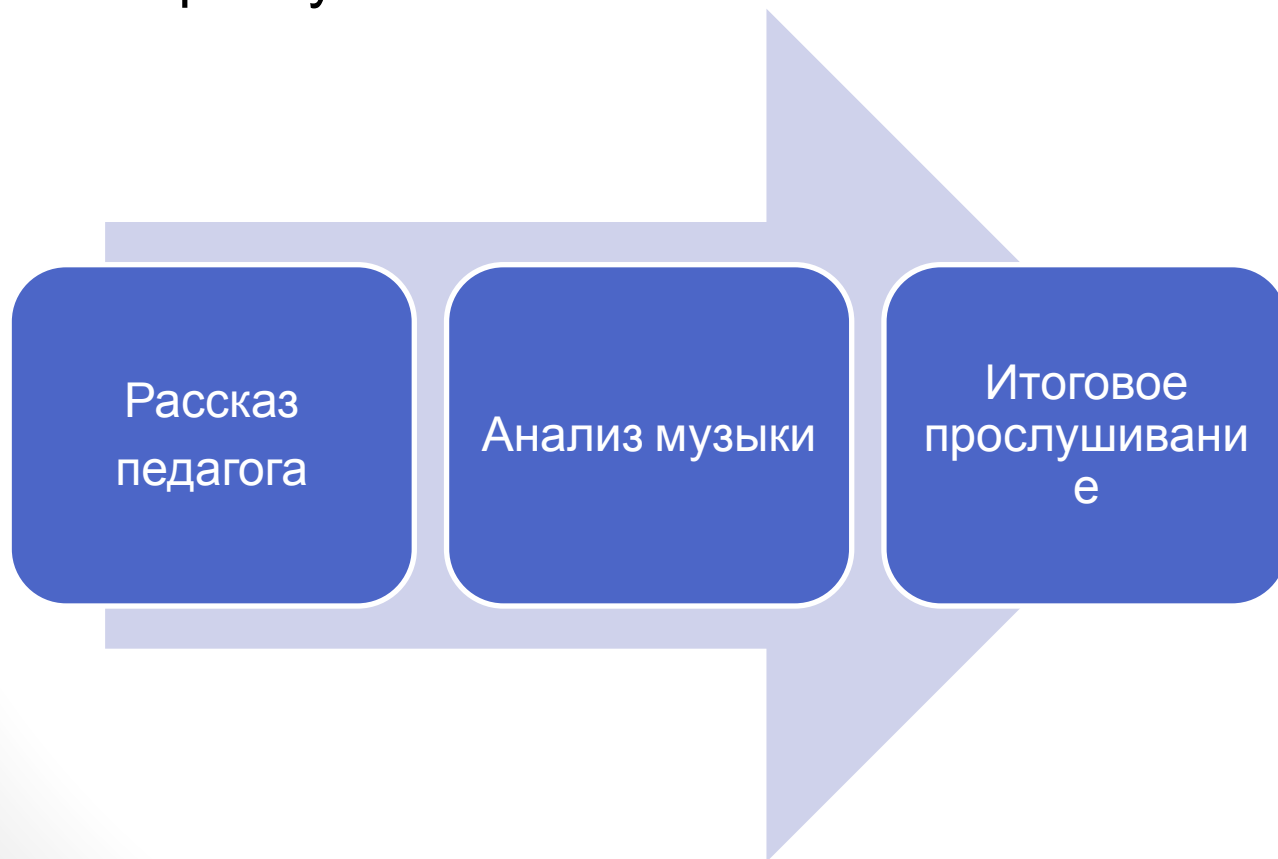 Рассказ
педагога
Анализ музыки
Итоговое
прослушивани
е